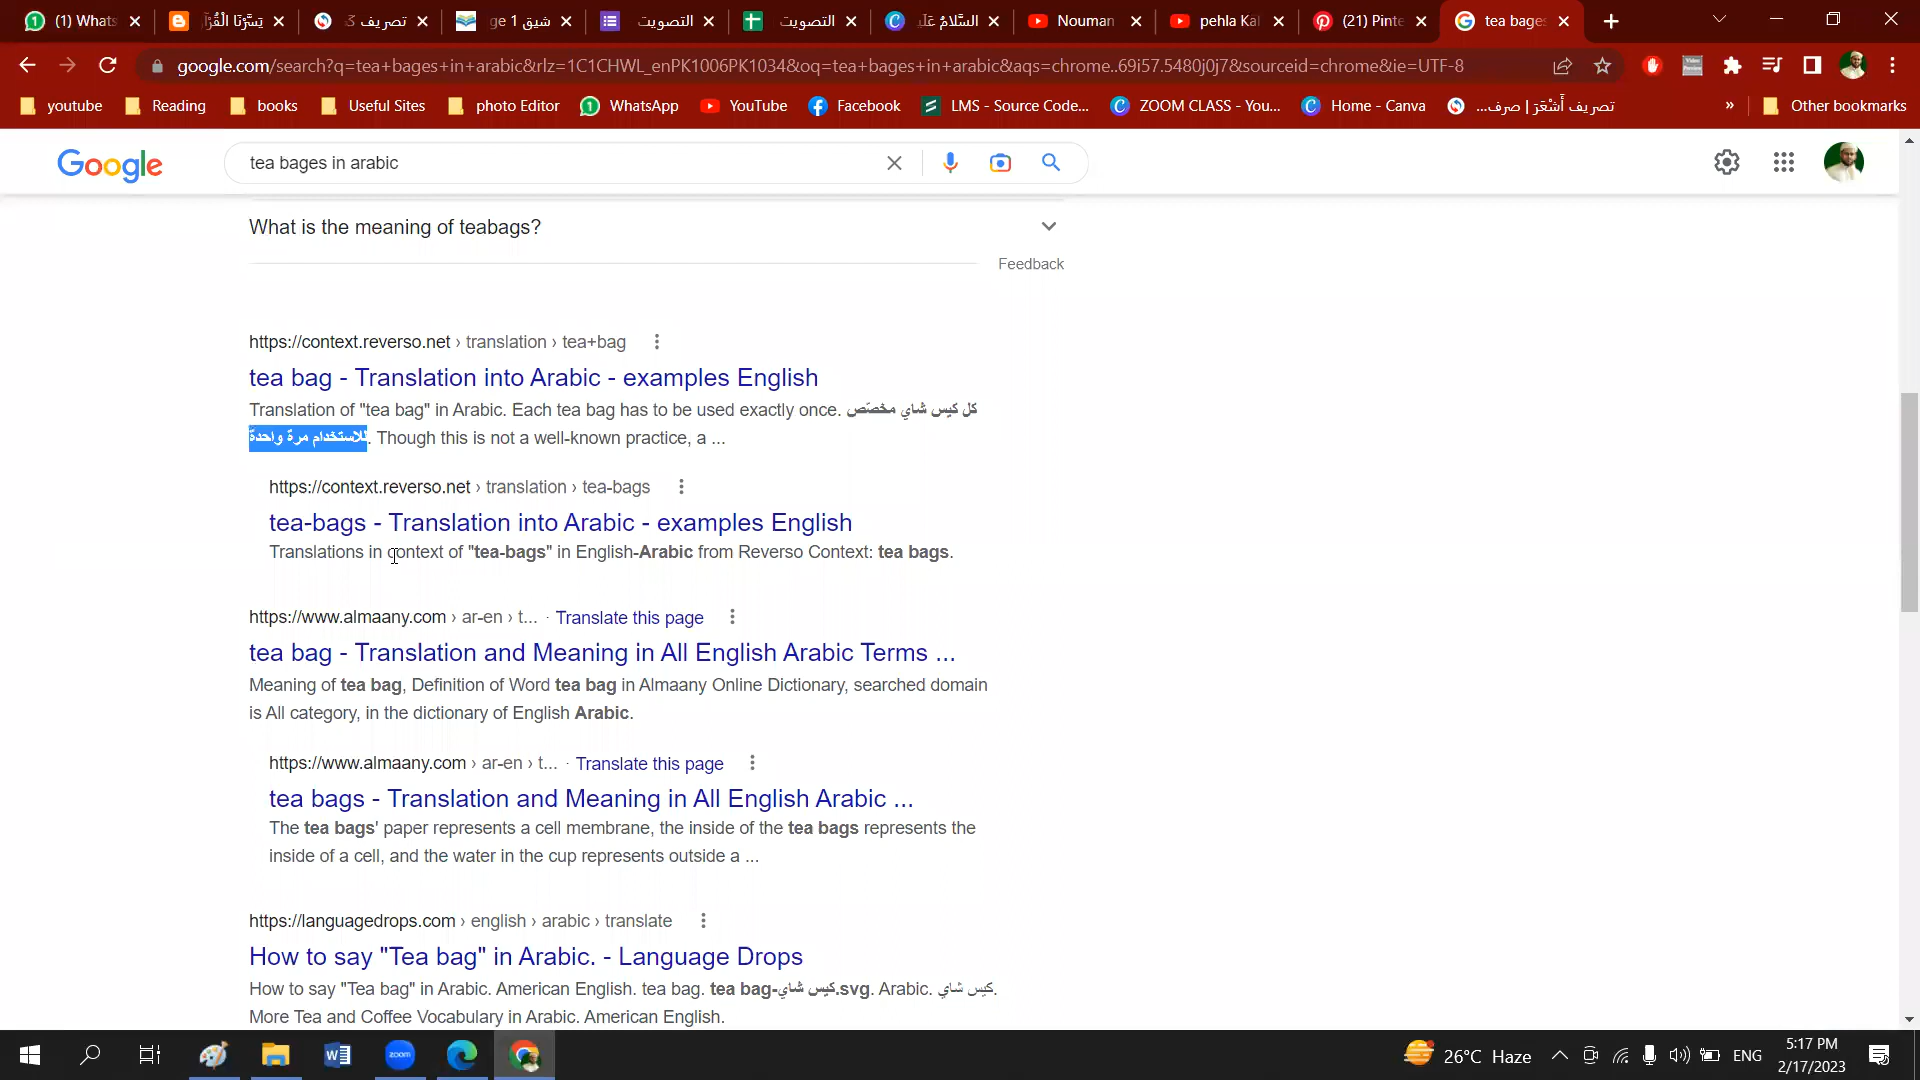 (1) Whats
يَسَّرْنَا الْقُرْآ
تصريف ک
شيق 1 ge
التصويت
التصويت
السَّلامُ عَلَيـ
Nouman
pehla Kal
(21) Pinte
tea bages
google.com/search?q=tea+bages+in+arabic&rlz=1C1CHWL_enPK1006PK1034&oq=tea+bages+in+arabic&aqs=chrome..69i57.5480j0j7&sourceid=chrome&ie=UTF-8
youtube Reading books Useful Sites photo Editor WhatsApp YouTube Facebook LMS - Source Code... ZOOM CLASS - You... Home - Canva تصريف أَشْعَرَ | صرف... » Other bookmarks
Google
tea bages in arabic
What is the meaning of teabags?
Feedback
https://context.reverso.net › translation › tea+bag
tea bag - Translation into Arabic - examples English
Translation of "tea bag" in Arabic. Each tea bag has to be used exactly once. كل كيس شاي مخصّص
للاستخدام مرة واحدة. Though this is not a well-known practice, a ...
https://context.reverso.net › translation › tea-bags
tea-bags - Translation into Arabic - examples English
Translations in context of "tea-bags" in English-Arabic from Reverso Context: tea bags.
https://www.almaany.com › ar-en › t... · Translate this page
tea bag - Translation and Meaning in All English Arabic Terms ...
Meaning of tea bag, Definition of Word tea bag in Almaany Online Dictionary, searched domain
is All category, in the dictionary of English Arabic.
https://www.almaany.com › ar-en › t... · Translate this page
tea bags - Translation and Meaning in All English Arabic ...
The tea bags' paper represents a cell membrane, the inside of the tea bags represents the
inside of a cell, and the water in the cup represents outside a ...
https://languagedrops.com › english › arabic › translate
How to say "Tea bag" in Arabic. - Language Drops
How to say "Tea bag" in Arabic. American English. tea bag. tea bag-كيس شاي.svg. Arabic. كيس شاي.
More Tea and Coffee Vocabulary in Arabic. American English.
zoom
26°C Haze
ENG
5:17 PM
2/17/2023